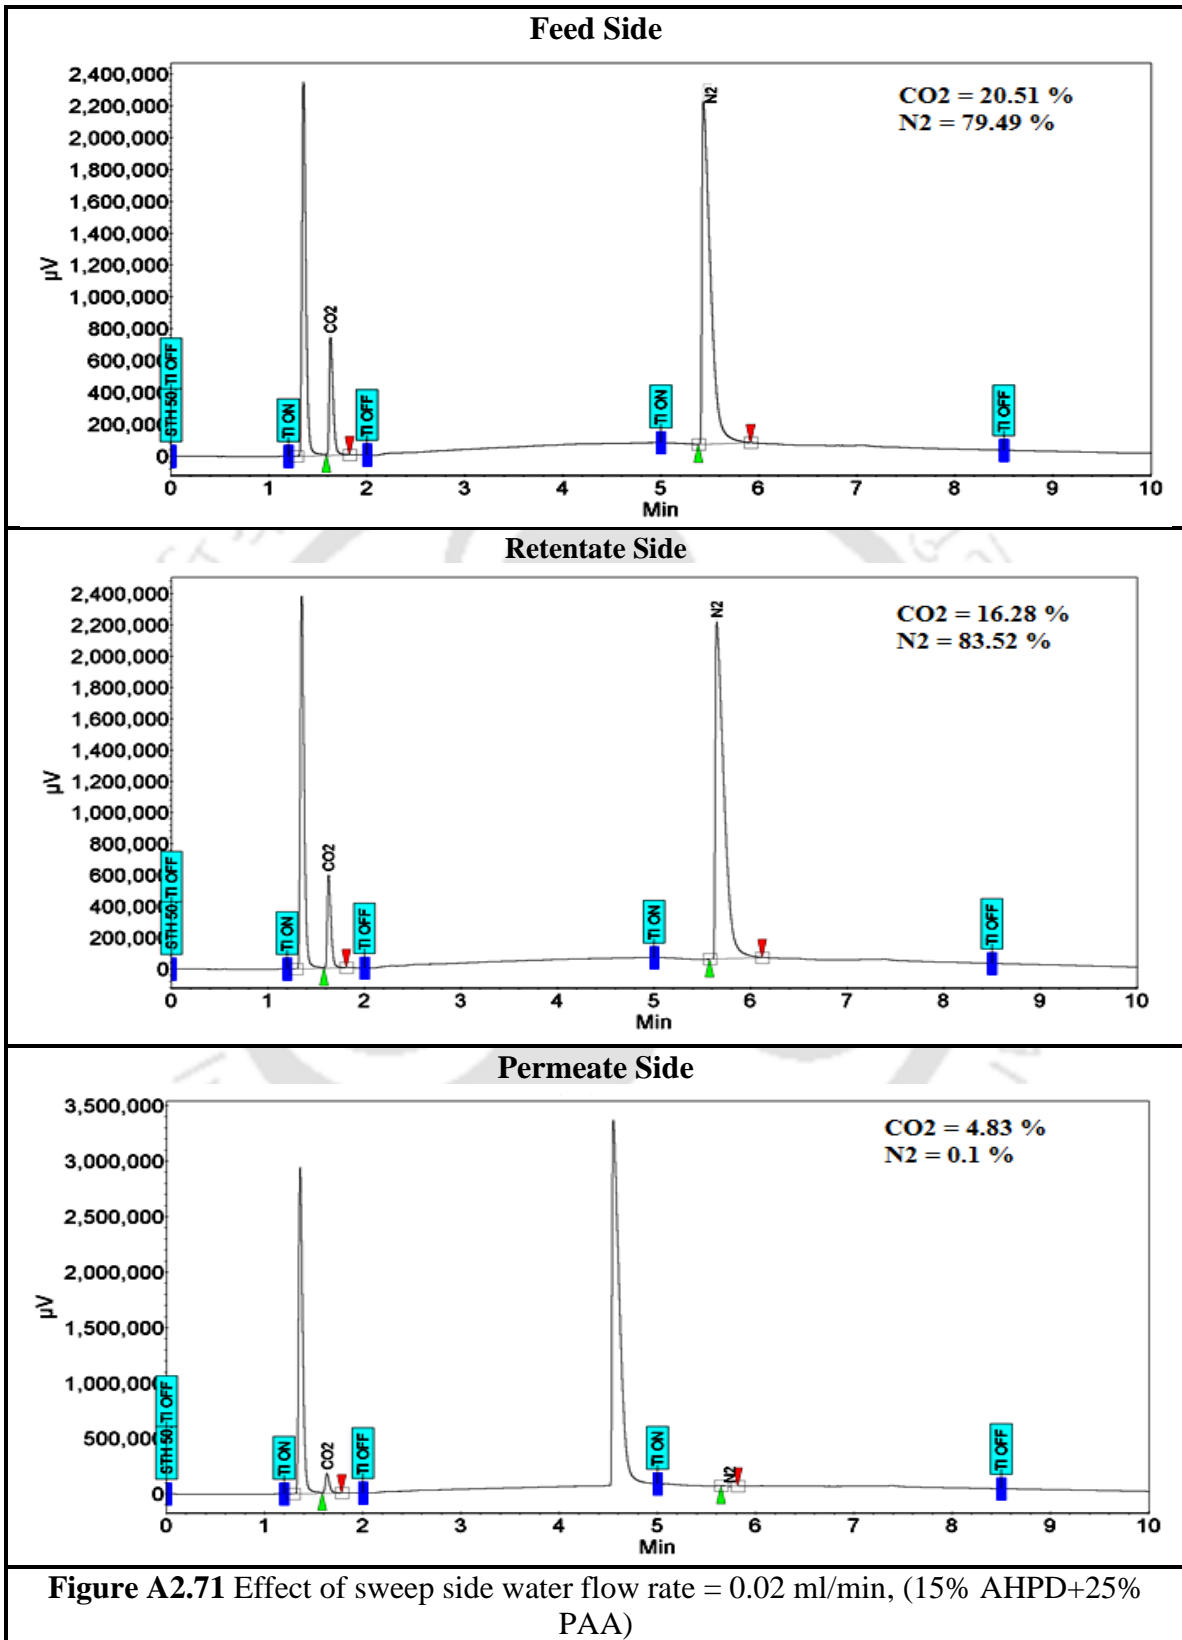 Feed Side
2,400,000
2,200,000
2,000,000
1,800,000
1,600,000
1,400,000
1,200,000
1,000,000
800,000
600,000
400,000
200,000
0
µV
STH 50-TI OFF
TI ON
CO2
TI OFF
TI ON
N2
TI OFF
CO2 = 20.51 %
N2 = 79.49 %
0 1 2 3 4 5 6 7 8 9 10
Min
Retentate Side
2,400,000
2,200,000
2,000,000
1,800,000
1,600,000
1,400,000
1,200,000
1,000,000
800,000
600,000
400,000
200,000
0
µV
STH 50-TI OFF
TI ON
CO2
TI OFF
TI ON
N2
TI OFF
CO2 = 16.28 %
N2 = 83.52 %
0 1 2 3 4 5 6 7 8 9 10
Min
Permeate Side
3,500,000
3,000,000
2,500,000
2,000,000
1,500,000
1,000,000
500,000
0
µV
STH 50-TI OFF
TI ON
CO2
TI OFF
TI ON
N2
TI OFF
CO2 = 4.83 %
N2 = 0.1 %
0 1 2 3 4 5 6 7 8 9 10
Min
Figure A2.71 Effect of sweep side water flow rate = 0.02 ml/min, (15% AHPD+25%
PAA)